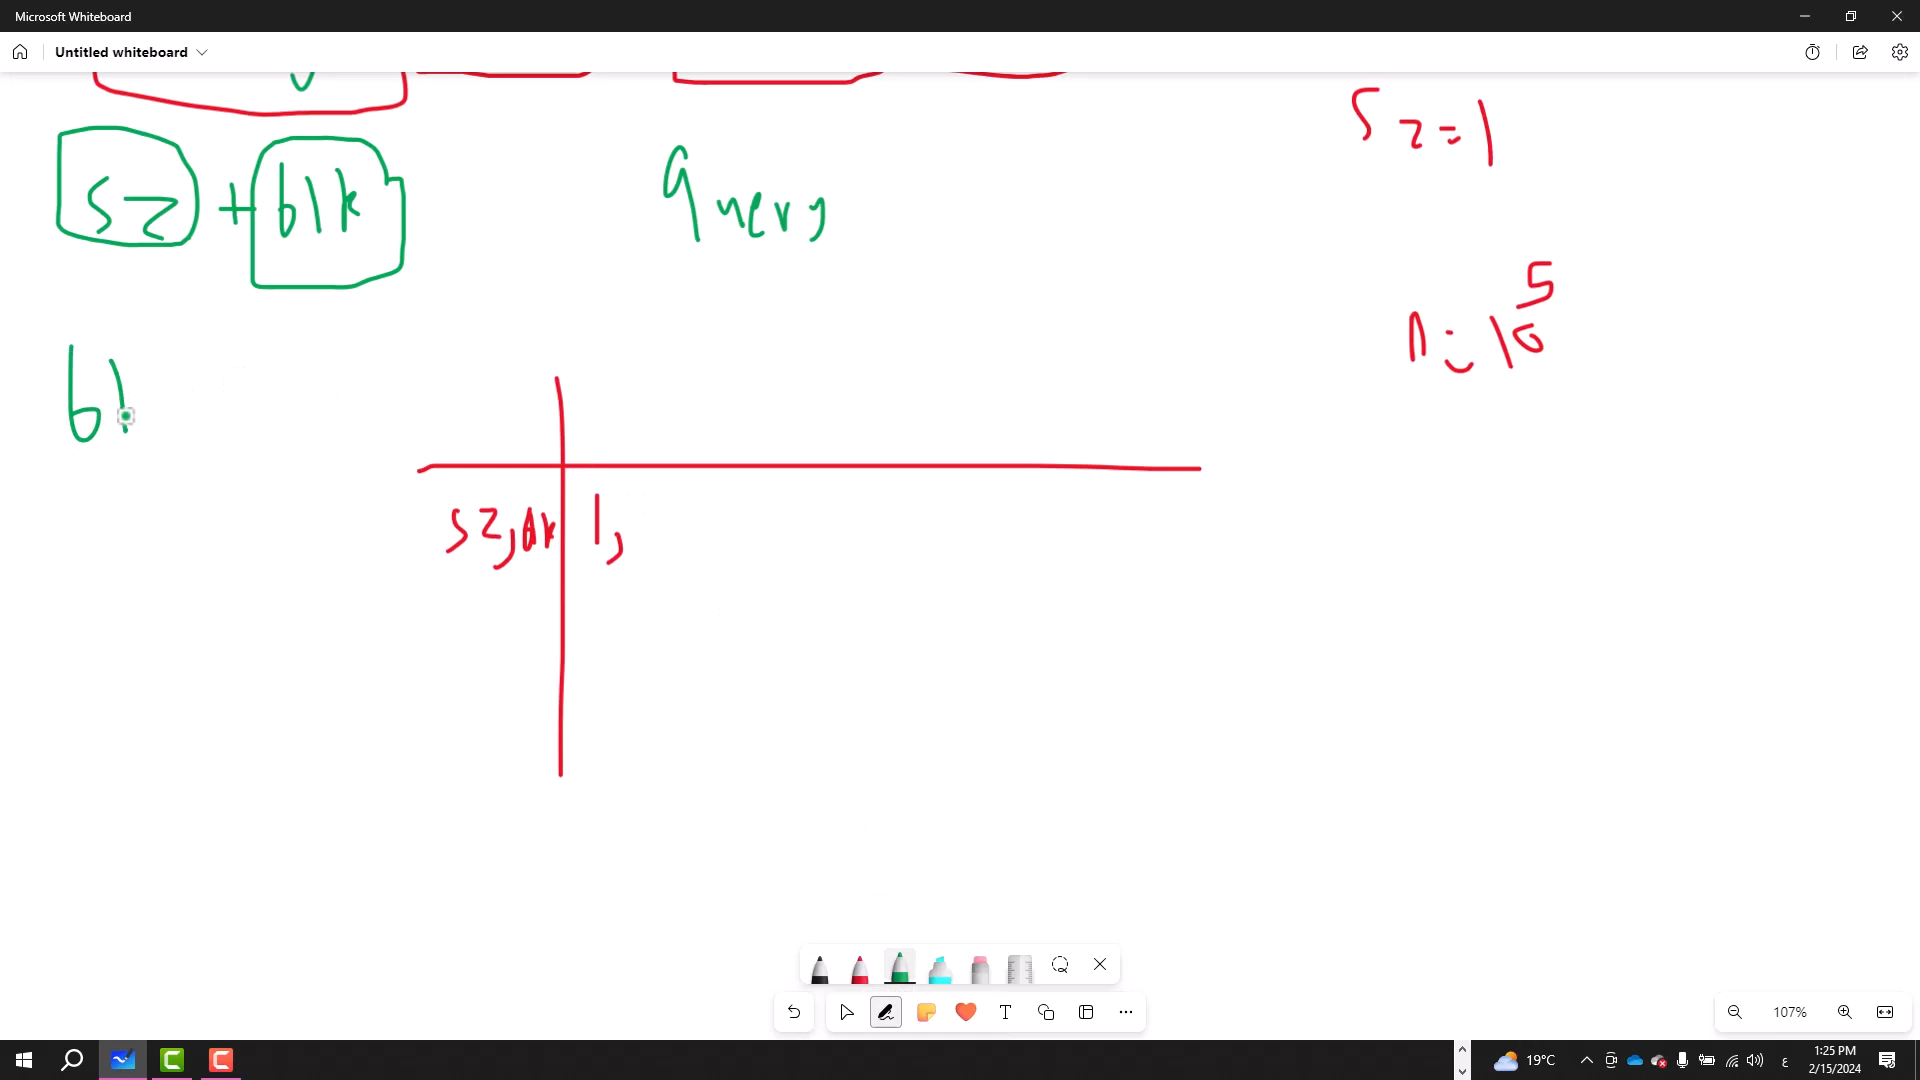 Microsoft Whiteboard
Untitled whiteboard
sz = 1
sz + blk
query
n = 10^5
bl
sz, blk
1,
107%
19°C
ع
1:25 PM
2/15/2024